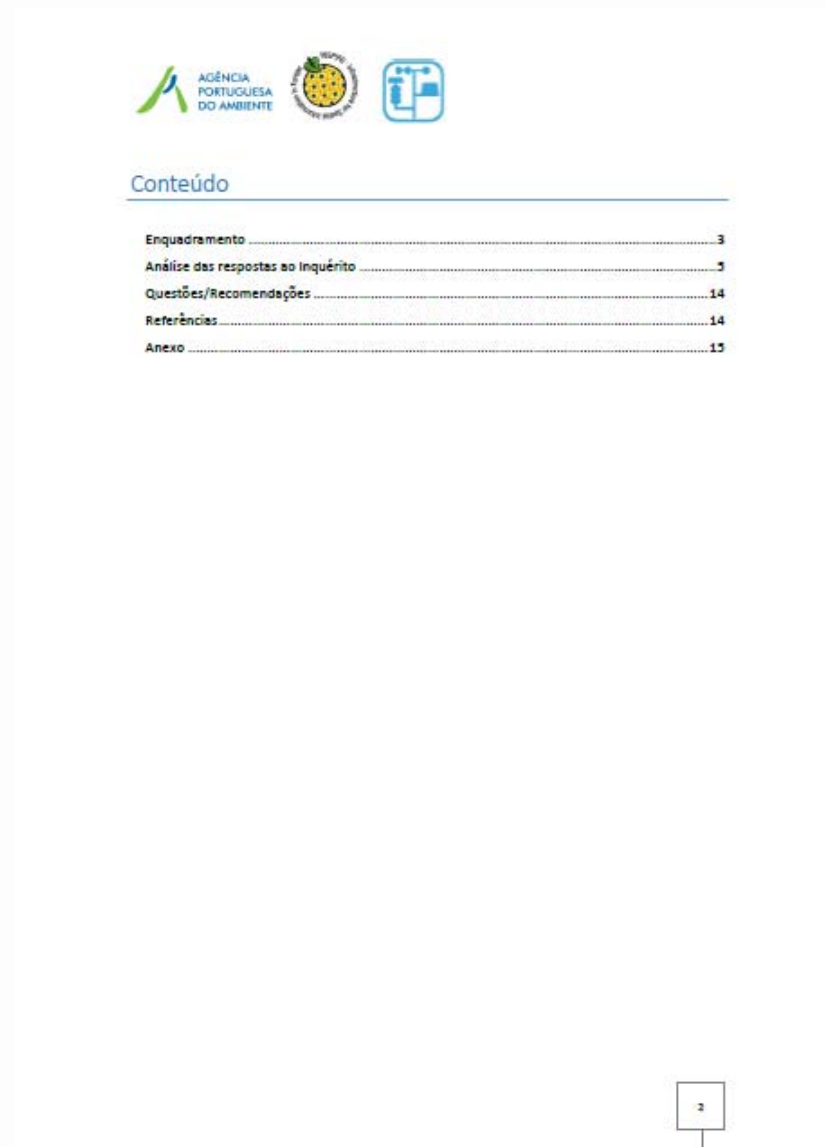 AGÊNCIA
PORTUGUESA
DO AMBIENTE
Conteúdo
Enquadramento ........ 3
Análise das respostas ao Inquérito ........ 5
Questões/Recomendações ........ 14
Referências ........ 14
Anexo ........ 15
2